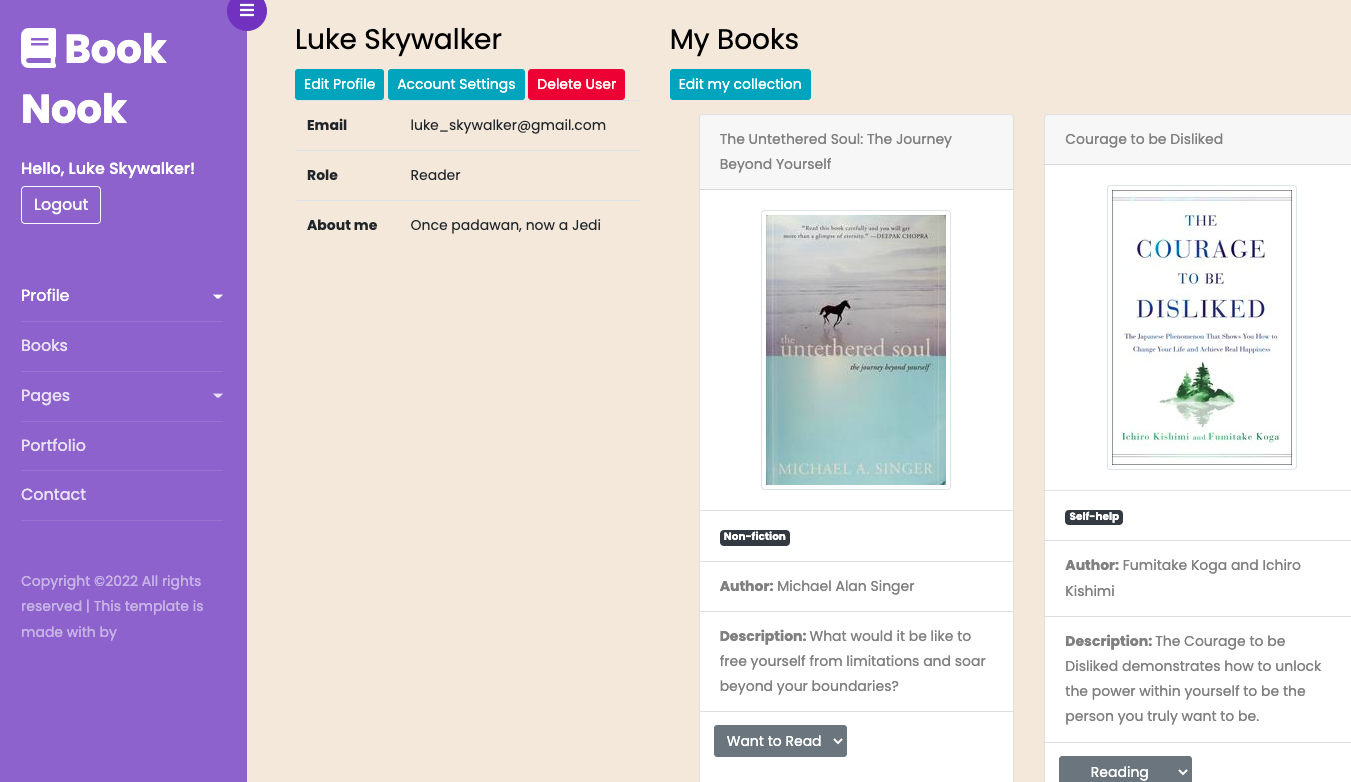 Book
Nook
Hello, Luke Skywalker!
Logout
Profile
Books
Pages
Portfolio
Contact
Copyright ©2022 All rights
reserved | This template is
made with by
Luke Skywalker
Edit Profile Account Settings Delete User
Email luke_skywalker@gmail.com
Role Reader
About me Once padawan, now a Jedi
My Books
Edit my collection
The Untethered Soul: The Journey
Beyond Yourself
"Read this book carefully and you will get
more than a glimpse of eternity." —DEEPAK CHOPRA
the
untethered soul
the journey beyond yourself
MICHAEL A. SINGER
Non-fiction
Author: Michael Alan Singer
Description: What would it be like to
free yourself from limitations and soar
beyond your boundaries?
Want to Read
Courage to be Disliked
THE
COURAGE
TO BE
DISLIKED
The Japanese Phenomenon That Shows You How to
Change Your Life and Achieve Real Happiness
Ichiro Kishimi and Fumitake Koga
Self-help
Author: Fumitake Koga and Ichiro
Kishimi
Description: The Courage to be
Disliked demonstrates how to unlock
the power within yourself to be the
person you truly want to be.
Reading